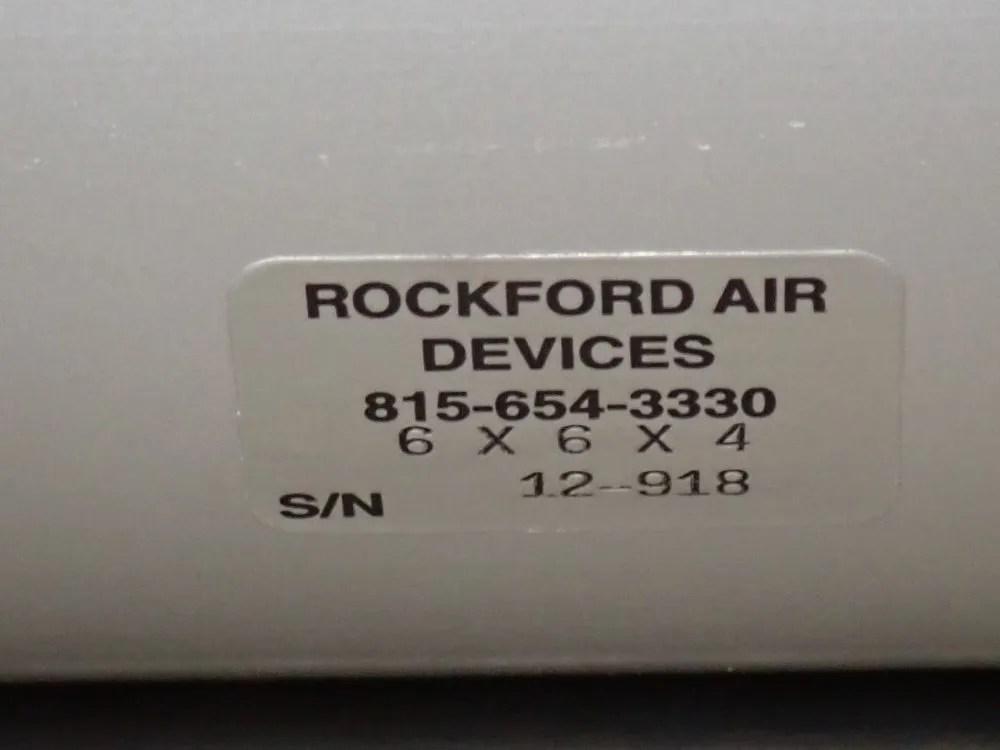 ROCKFORD AIR
DEVICES
815-654-3330
6 X 6 X 4
S/N 12-918